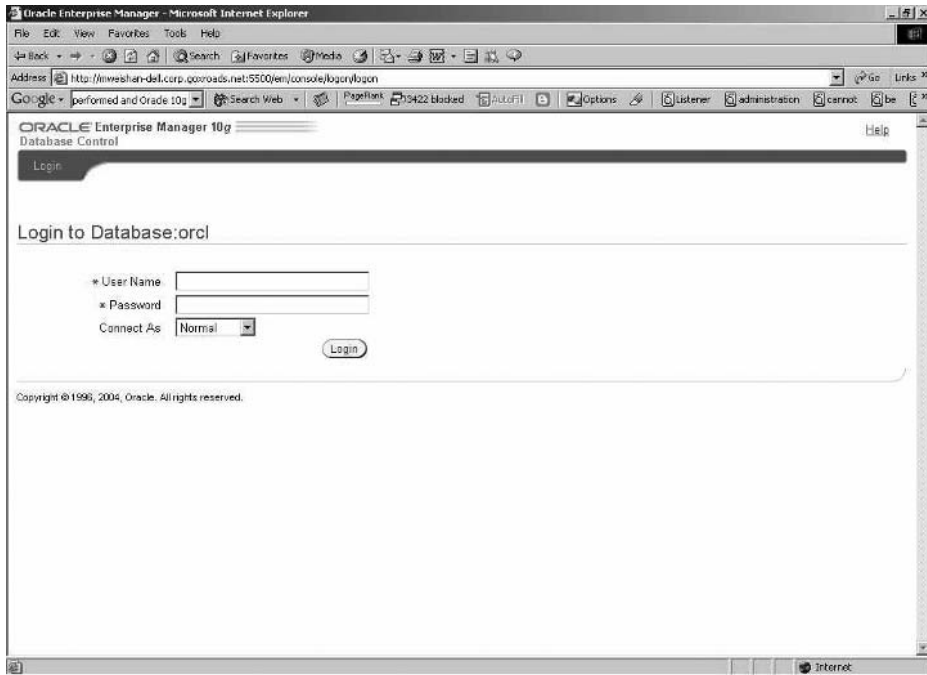 Oracle Enterprise Manager - Microsoft Internet Explorer
File Edit View Favorites Tools Help
Back Search Favorites Media
Address http://mweishan-dell.corp.goxroads.net:5500/em/console/logon/logon Go Links »
Google performed and Oracle 10g Search Web PageRank 3422 blocked AutoFill Options Listener administration cannot be
ORACLE Enterprise Manager 10g
Database Control
Help
Login
Login to Database:orcl
* User Name
* Password
Connect As Normal
Login
Copyright © 1996, 2004, Oracle. All rights reserved.
Internet